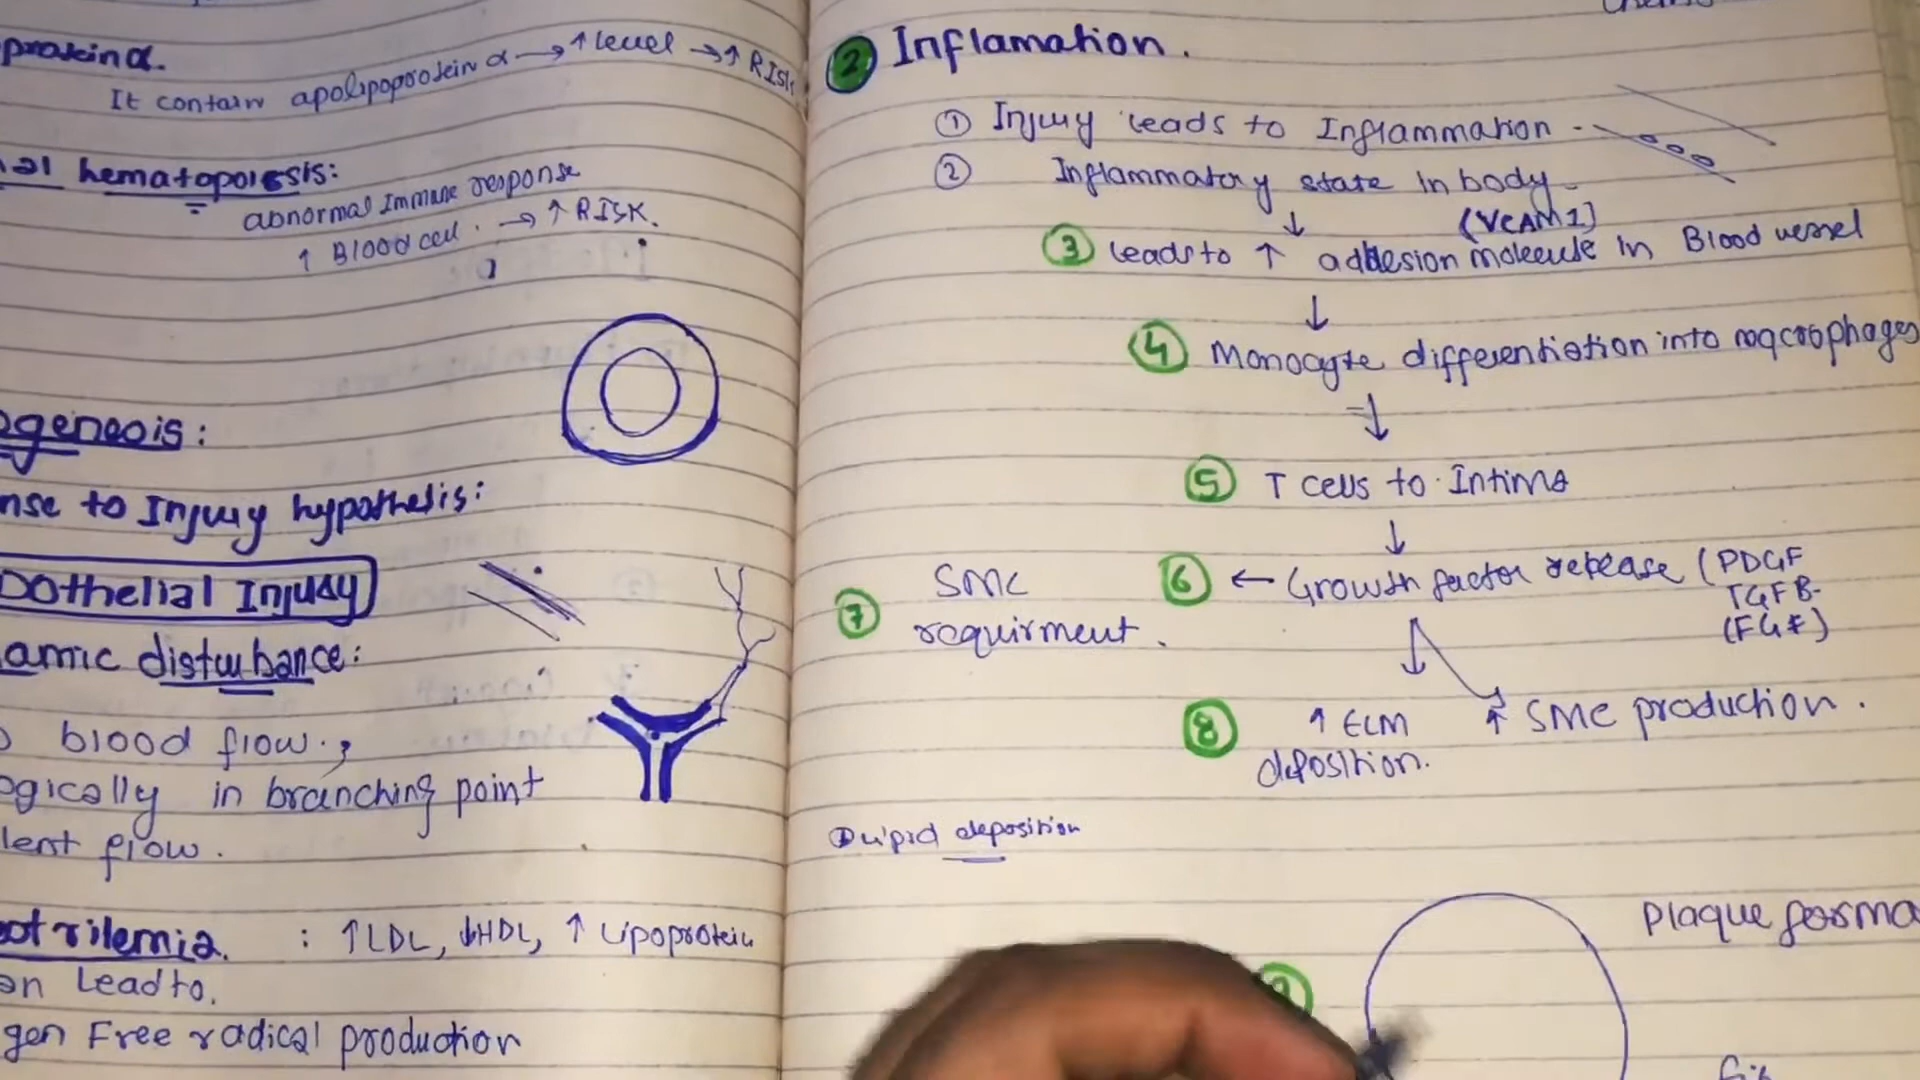 protein α.
It contain apolipoprotein α → ↑ level → ↑ RISK
hematopoiesis:
abnormal Immune response
↑ Blood cell. → ↑ RISK.
ogeneois:
nse to Injury hypothesis:
Dothelial Injury
amic disturbance:
blood flow.,
ogically in branching point
lent flow.
: ↑LDL, ↓HDL, ↑ Lipoprotein
on Lead to.
gen Free radical production
② Inflamation.
① Injury leads to Inflammation -
② Inflammatory state in body
↓ (VCAM1)
③ leads to ↑ adhesion molecule in Blood vessel
↓
④ Monocyte differentiation into macrophages
↓
⑤ T cells to Intima
↓
⑥ ← Growth factor release (PDGF
TGFB-
(FGF)
⑦ SMC
requirment.
⑧ ↑ ECM
deposition.
↑ SMC production.
Lipid deposition
Plaque forma